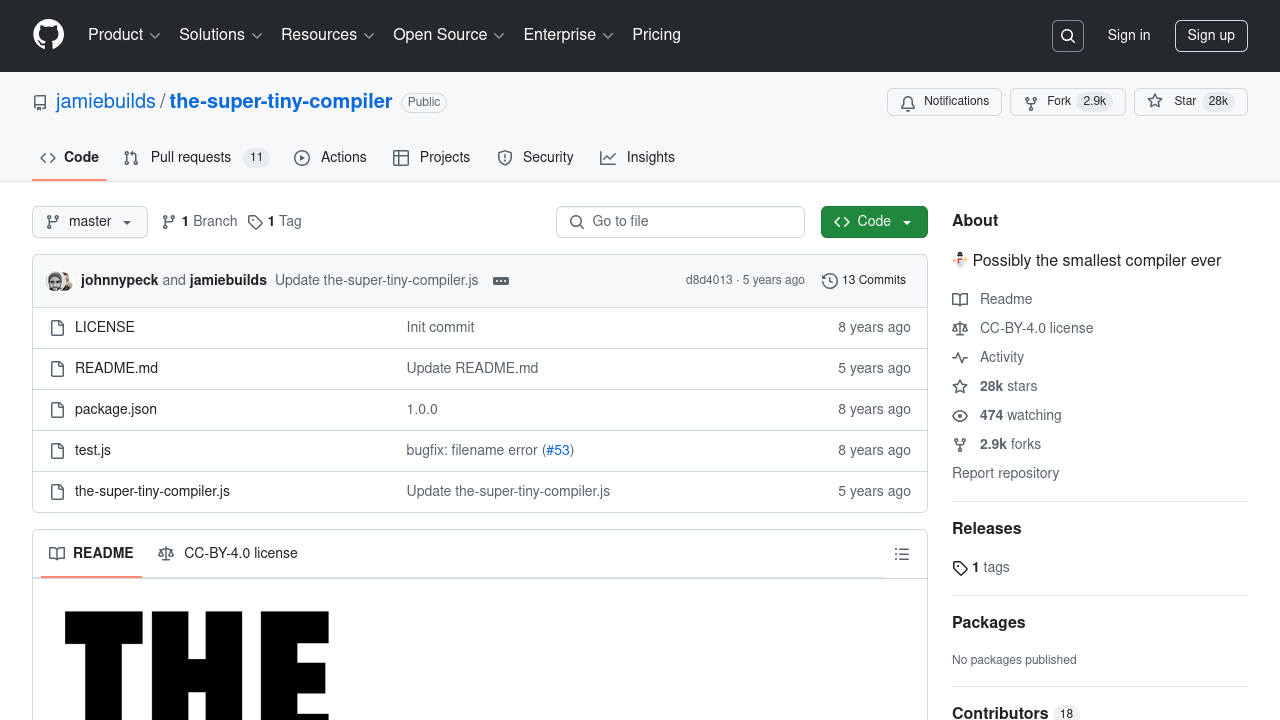 Product Solutions Resources Open Source Enterprise Pricing Sign in Sign up
jamiebuilds / the-super-tiny-compiler Public Notifications Fork 2.9k Star 28k
Code Pull requests 11 Actions Projects Security Insights
master 1 Branch 1 Tag Go to file Code
johnnypeck and jamiebuilds Update the-super-tiny-compiler.js d8d4013 · 5 years ago 13 Commits
LICENSE Init commit 8 years ago
README.md Update README.md 5 years ago
package.json 1.0.0 8 years ago
test.js bugfix: filename error (#53) 8 years ago
the-super-tiny-compiler.js Update the-super-tiny-compiler.js 5 years ago
README CC-BY-4.0 license
THE
About
Possibly the smallest compiler ever
Readme
CC-BY-4.0 license
Activity
28k stars
474 watching
2.9k forks
Report repository
Releases
1 tags
Packages
No packages published
Contributors 18